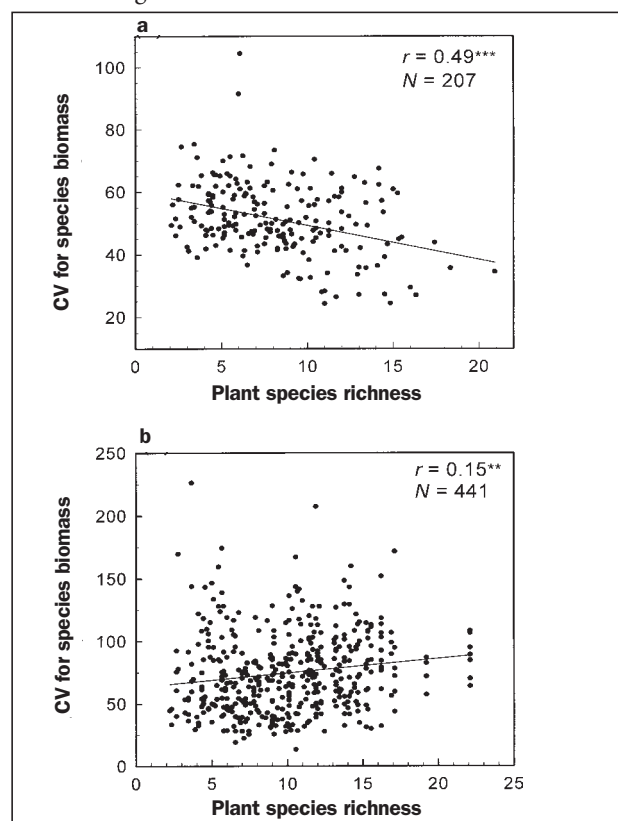 a
r = 0.49***
N = 207
100
80
60
40
20
0 5 10 15 20
CV for species biomass
Plant species richness
b
r = 0.15**
N = 441
250
200
150
100
50
0
0 5 10 15 20 25
CV for species biomass
Plant species richness